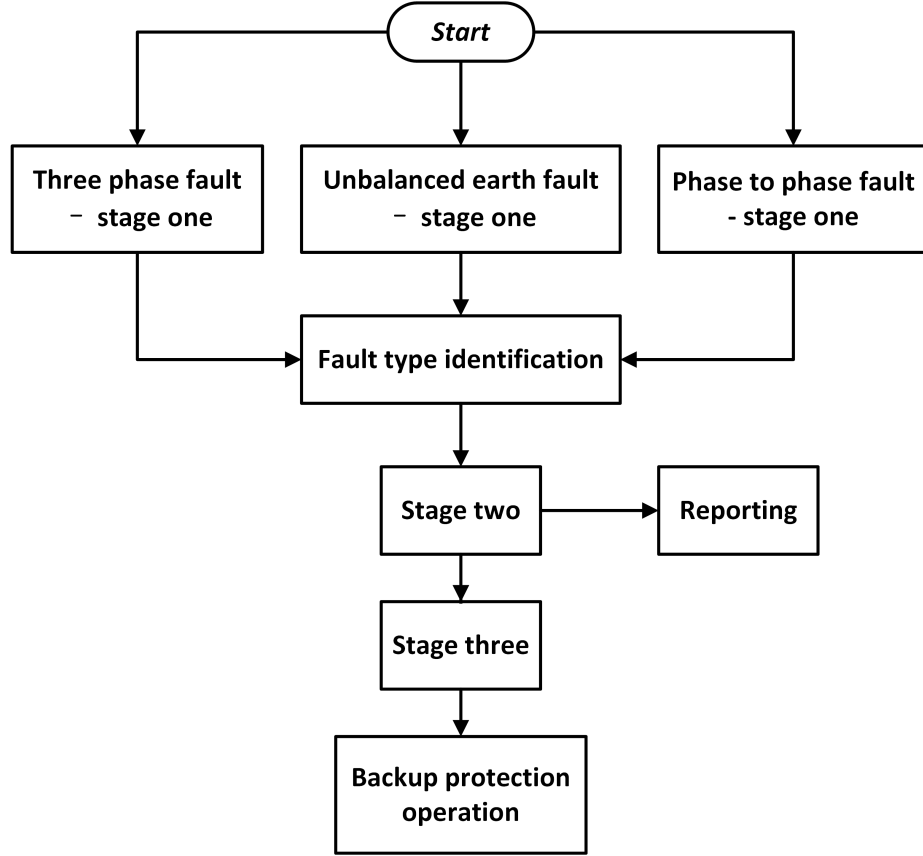 Start
Three phase fault
– stage one
Unbalanced earth fault
– stage one
Phase to phase fault
- stage one
Fault type identification
Stage two
Reporting
Stage three
Backup protection
operation